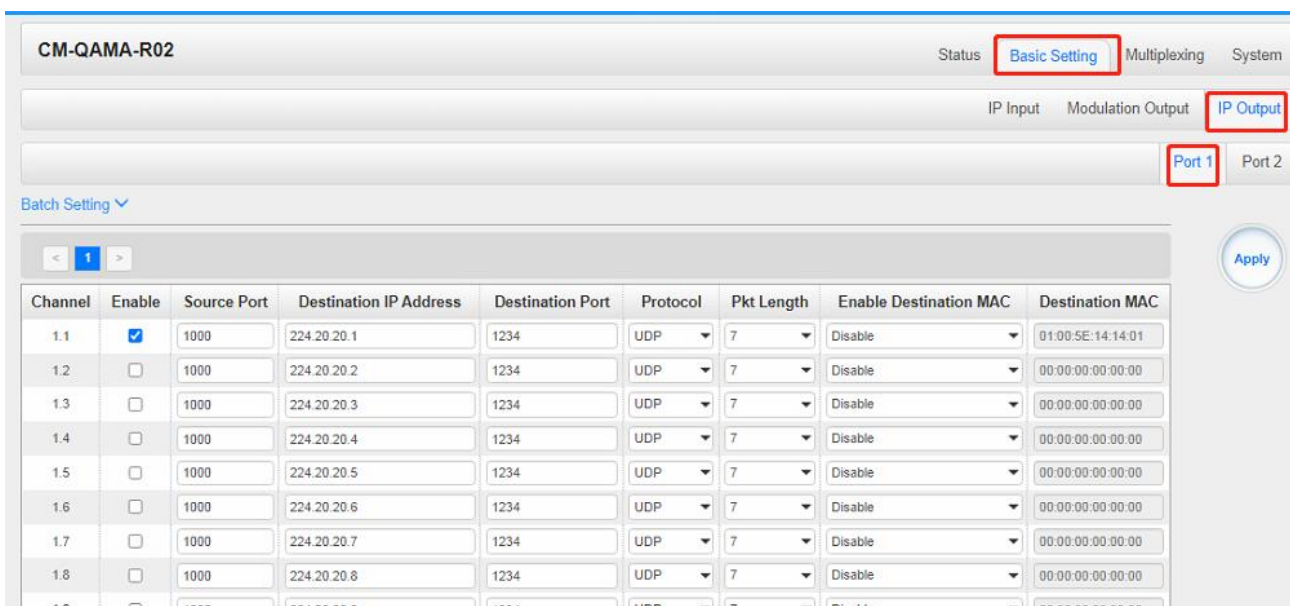 CM-QAMA-R02
Status Basic Setting Multiplexing System
IP Input Modulation Output IP Output
Port 1 Port 2
Batch Setting
< 1 >
Apply
Channel Enable Source Port Destination IP Address Destination Port Protocol Pkt Length Enable Destination MAC Destination MAC
1.1 1000 224.20.20.1 1234 UDP 7 Disable 01:00:5E:14:14:01
1.2 1000 224.20.20.2 1234 UDP 7 Disable 00:00:00:00:00:00
1.3 1000 224.20.20.3 1234 UDP 7 Disable 00:00:00:00:00:00
1.4 1000 224.20.20.4 1234 UDP 7 Disable 00:00:00:00:00:00
1.5 1000 224.20.20.5 1234 UDP 7 Disable 00:00:00:00:00:00
1.6 1000 224.20.20.6 1234 UDP 7 Disable 00:00:00:00:00:00
1.7 1000 224.20.20.7 1234 UDP 7 Disable 00:00:00:00:00:00
1.8 1000 224.20.20.8 1234 UDP 7 Disable 00:00:00:00:00:00